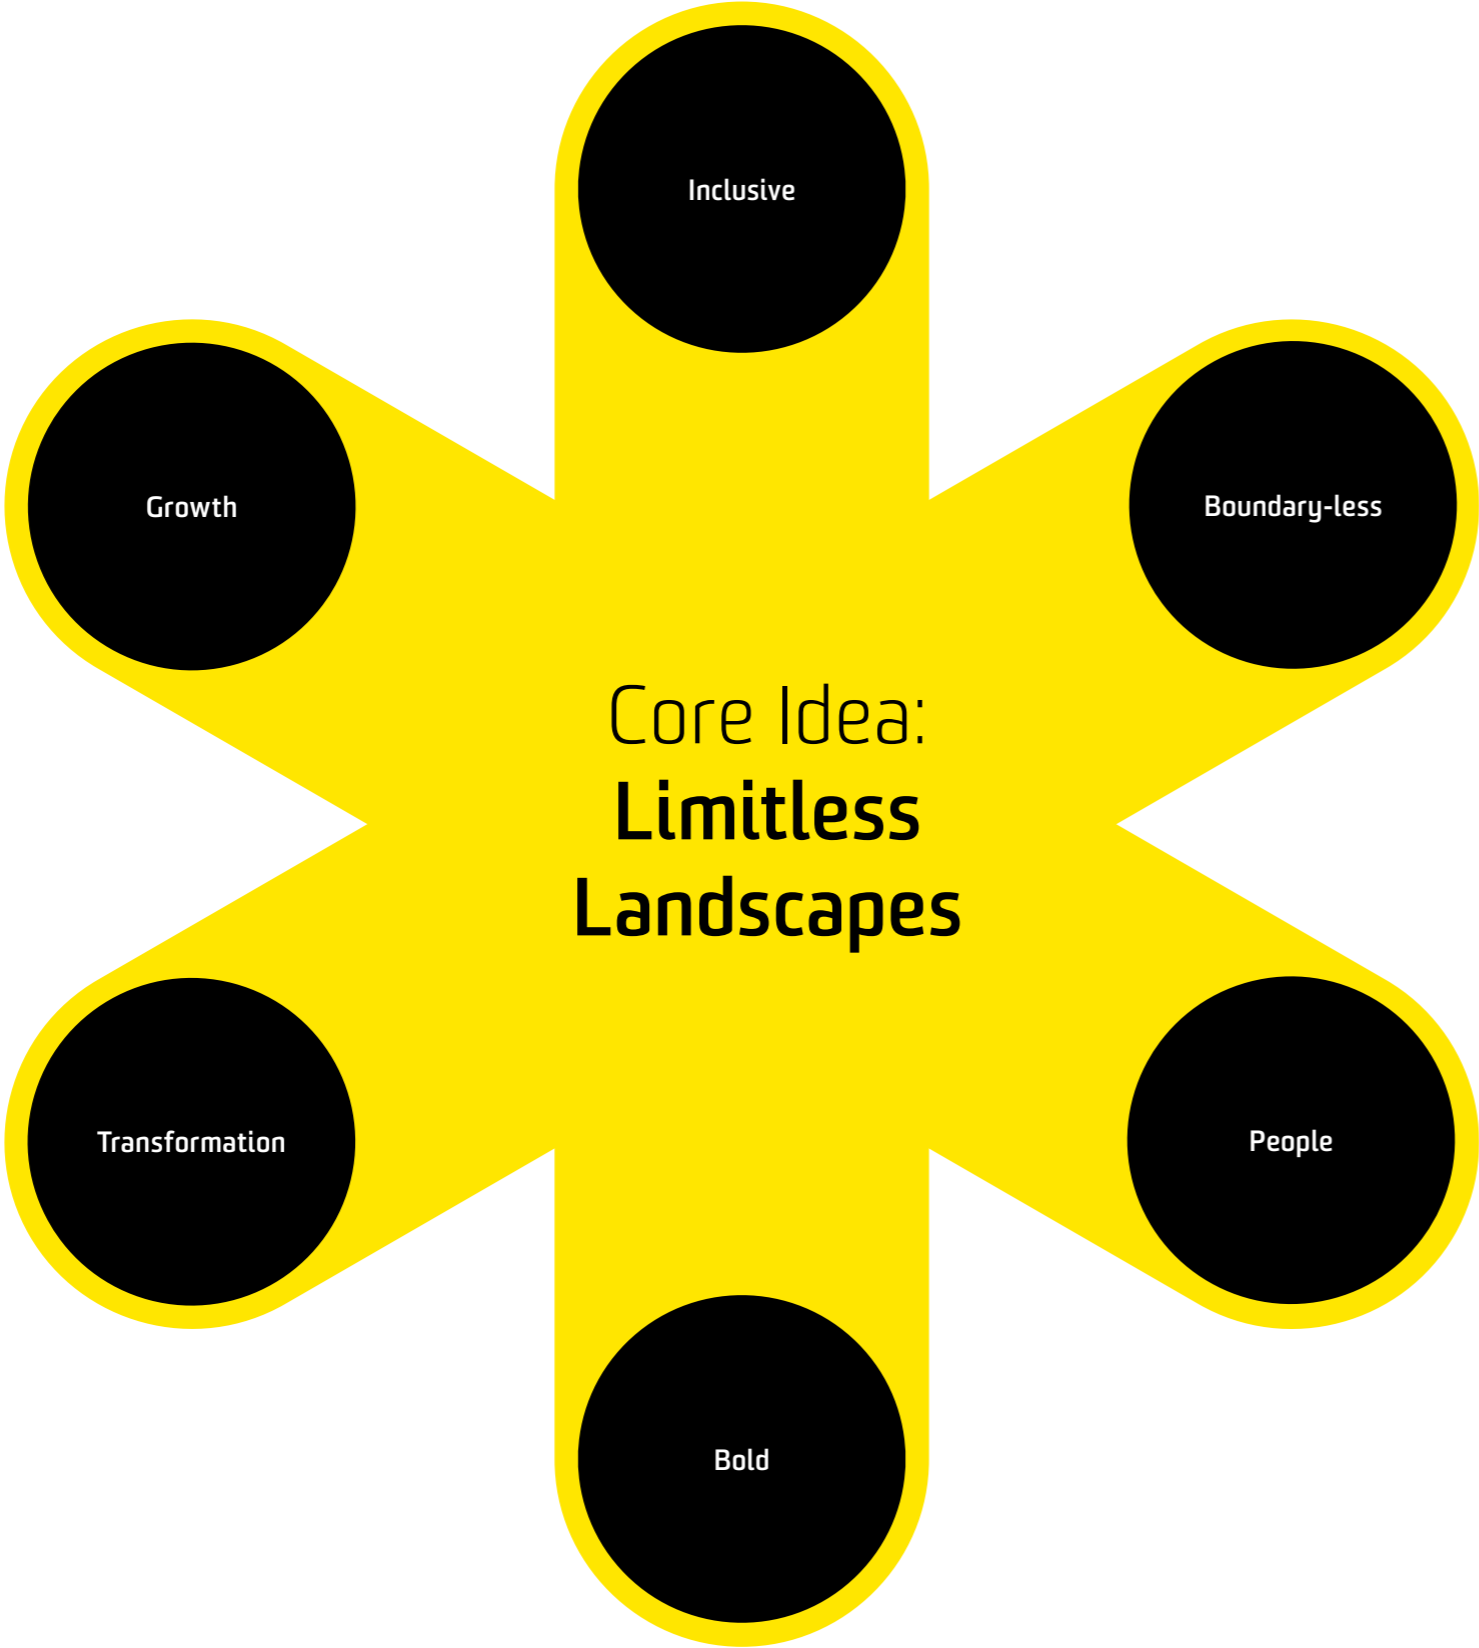 Inclusive
Growth
Boundary-less
Core Idea:
Limitless
Landscapes
Transformation
People
Bold